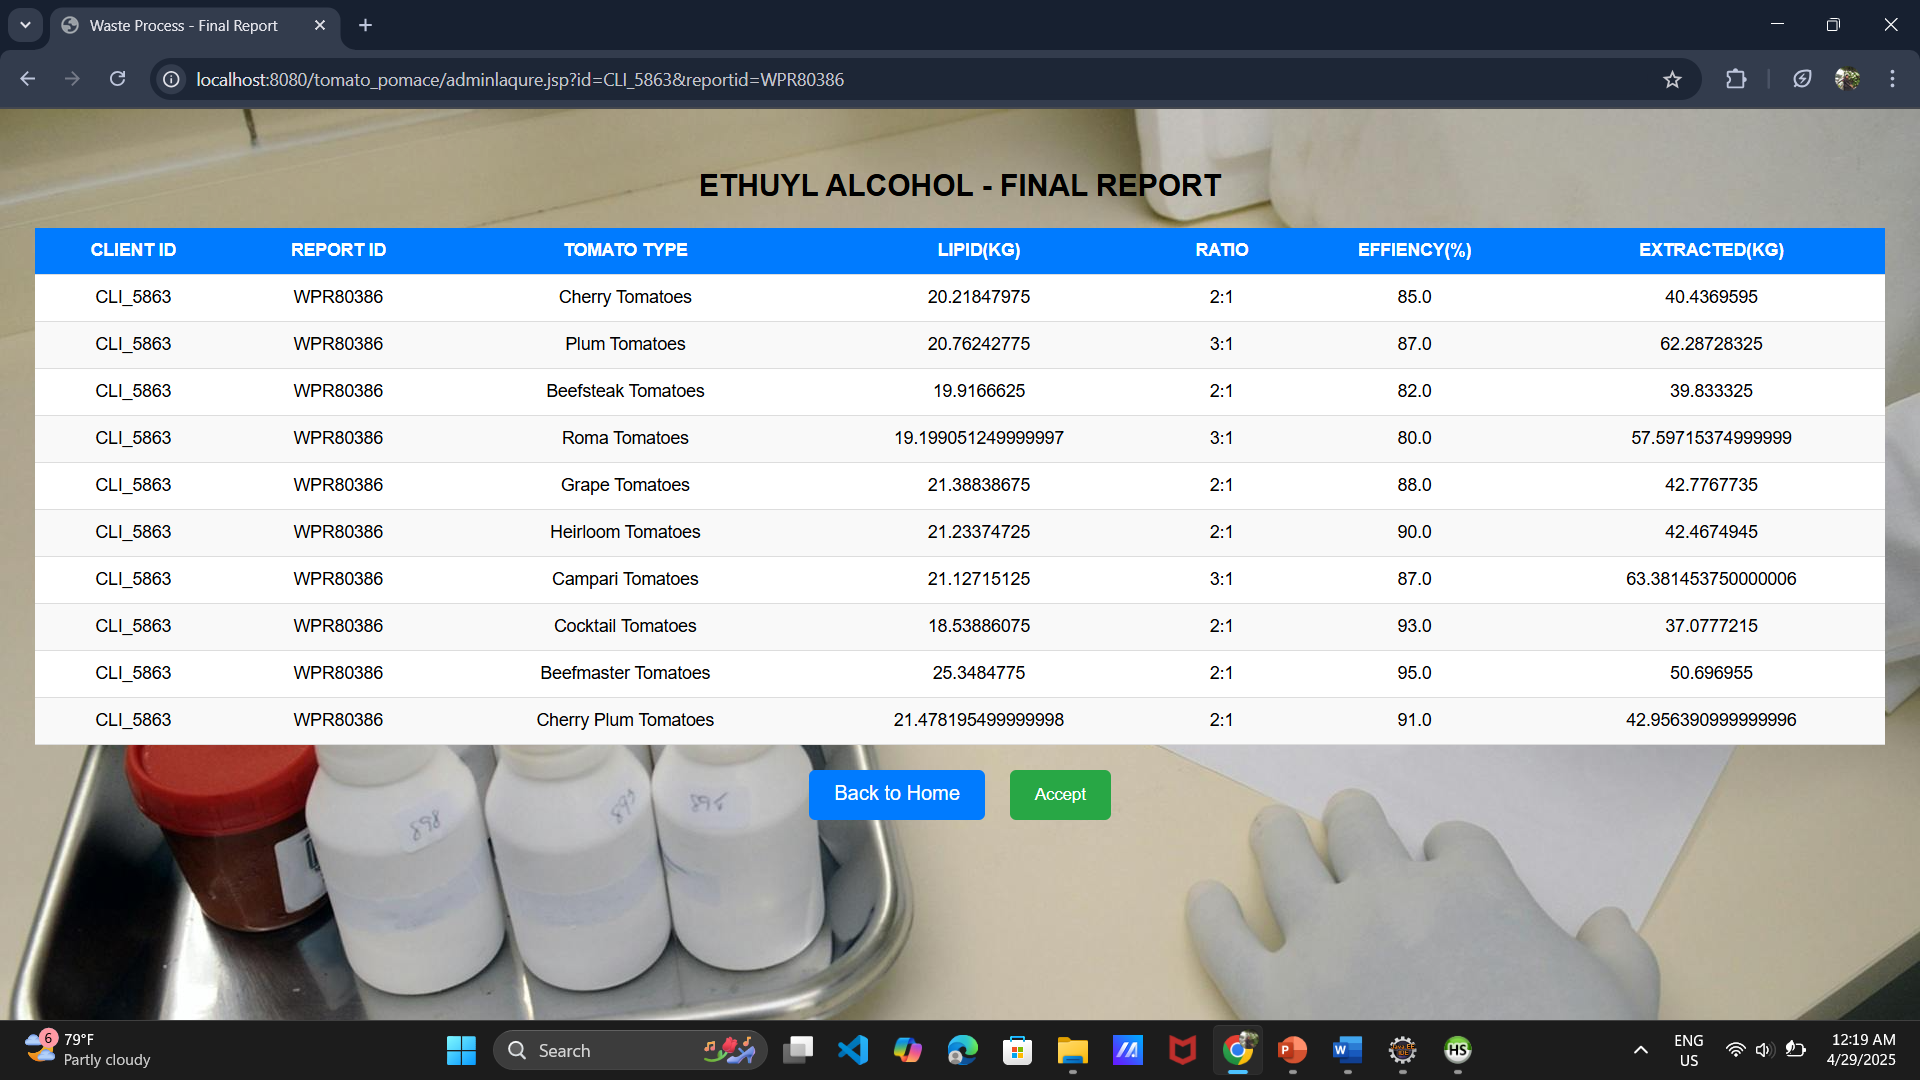 Waste Process - Final Report
localhost:8080/tomato_pomace/adminlaqure.jsp?id=CLI_5863&reportid=WPR80386
ETHUYL ALCOHOL - FINAL REPORT
CLIENT ID REPORT ID TOMATO TYPE LIPID(KG) RATIO EFFIENCY(%) EXTRACTED(KG)
CLI_5863 WPR80386 Cherry Tomatoes 20.21847975 2:1 85.0 40.4369595
CLI_5863 WPR80386 Plum Tomatoes 20.76242775 3:1 87.0 62.28728325
CLI_5863 WPR80386 Beefsteak Tomatoes 19.9166625 2:1 82.0 39.833325
CLI_5863 WPR80386 Roma Tomatoes 19.199051249999997 3:1 80.0 57.59715374999999
CLI_5863 WPR80386 Grape Tomatoes 21.38838675 2:1 88.0 42.7767735
CLI_5863 WPR80386 Heirloom Tomatoes 21.23374725 2:1 90.0 42.4674945
CLI_5863 WPR80386 Campari Tomatoes 21.12715125 3:1 87.0 63.381453750000006
CLI_5863 WPR80386 Cocktail Tomatoes 18.53886075 2:1 93.0 37.0777215
CLI_5863 WPR80386 Beefmaster Tomatoes 25.3484775 2:1 95.0 50.696955
CLI_5863 WPR80386 Cherry Plum Tomatoes 21.478195499999998 2:1 91.0 42.956390999999996
Back to Home Accept
6 79°F
Partly cloudy
Search
P W HS
ENG
US
12:19 AM
4/29/2025